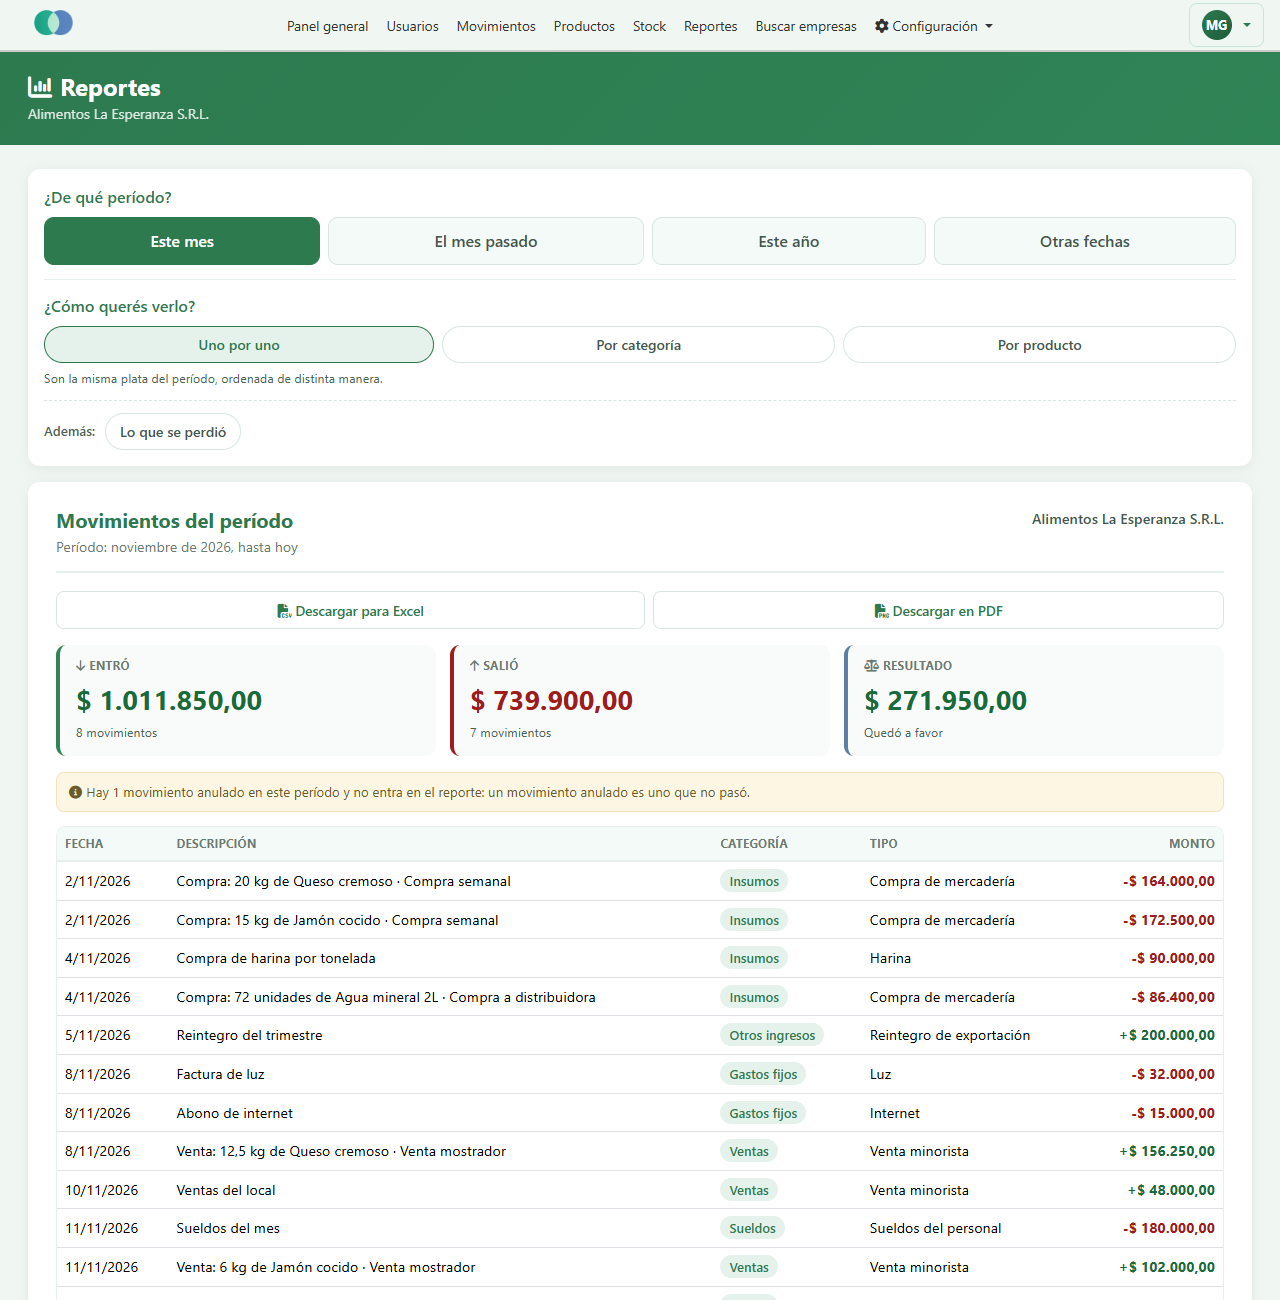 Panel general Usuarios Movimientos Productos Stock Reportes Buscar empresas Configuración MG
Reportes
Alimentos La Esperanza S.R.L.
¿De qué período?
Este mes El mes pasado Este año Otras fechas
¿Cómo querés verlo?
Uno por uno Por categoría Por producto
Son la misma plata del período, ordenada de distinta manera.
Además: Lo que se perdió
Movimientos del período Alimentos La Esperanza S.R.L.
Período: noviembre de 2026, hasta hoy
Descargar para Excel Descargar en PDF
ENTRÓ SALIÓ RESULTADO
$ 1.011.850,00 $ 739.900,00 $ 271.950,00
8 movimientos 7 movimientos Quedó a favor
Hay 1 movimiento anulado en este período y no entra en el reporte: un movimiento anulado es uno que no pasó.
FECHA DESCRIPCIÓN CATEGORÍA TIPO MONTO
2/11/2026 Compra: 20 kg de Queso cremoso · Compra semanal Insumos Compra de mercadería -$ 164.000,00
2/11/2026 Compra: 15 kg de Jamón cocido · Compra semanal Insumos Compra de mercadería -$ 172.500,00
4/11/2026 Compra de harina por tonelada Insumos Harina -$ 90.000,00
4/11/2026 Compra: 72 unidades de Agua mineral 2L · Compra a distribuidora Insumos Compra de mercadería -$ 86.400,00
5/11/2026 Reintegro del trimestre Otros ingresos Reintegro de exportación +$ 200.000,00
8/11/2026 Factura de luz Gastos fijos Luz -$ 32.000,00
8/11/2026 Abono de internet Gastos fijos Internet -$ 15.000,00
8/11/2026 Venta: 12,5 kg de Queso cremoso · Venta mostrador Ventas Venta minorista +$ 156.250,00
10/11/2026 Ventas del local Ventas Venta minorista +$ 48.000,00
11/11/2026 Sueldos del mes Sueldos Sueldos del personal -$ 180.000,00
11/11/2026 Venta: 6 kg de Jamón cocido · Venta mostrador Ventas Venta minorista +$ 102.000,00